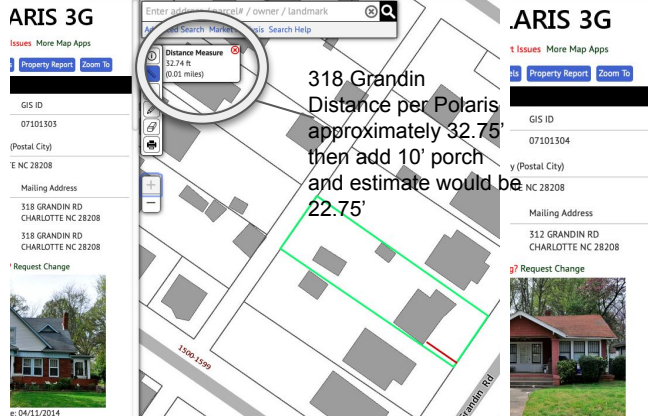 ARIS 3G
Issues More Map Apps
Property Report Zoom To
GIS ID
07101303
(Postal City)
E NC 28208
Mailing Address
318 GRANDIN RD
CHARLOTTE NC 28208
318 GRANDIN RD
CHARLOTTE NC 28208
? Request Change
e: 04/11/2014
Enter address / parcel# / owner / landmark
Advanced Search Market Analysis Search Help
Distance Measure
32.74 ft
(0.01 miles)
+
−
318 Grandin
Distance per Polaris
approximately 32.75'
then add 10' porch
and estimate would be
22.75'
1500-1599
randin Rd
.ARIS 3G
t Issues More Map Apps
els Property Report Zoom To
GIS ID
07101304
y (Postal City)
E NC 28208
Mailing Address
312 GRANDIN RD
CHARLOTTE NC 28208
g? Request Change